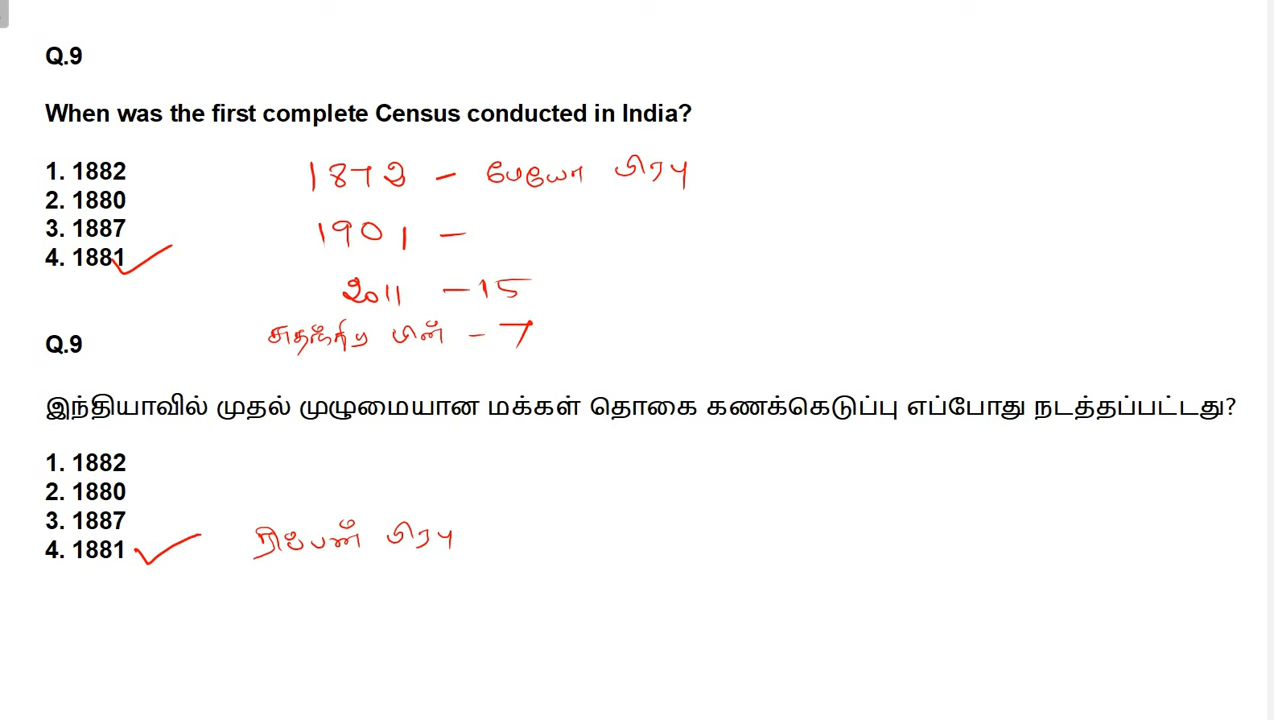 Q.9
When was the first complete Census conducted in India?
1. 1882
2. 1880
3. 1887
4. 1881
1872 - மேயோ பிரபு
1901 -
2011 - 15
சுதந்திர பின் - 7
Q.9
இந்தியாவில் முதல் முழுமையான மக்கள் தொகை கணக்கெடுப்பு எப்போது நடத்தப்பட்டது?
1. 1882
2. 1880
3. 1887
4. 1881
ரிப்பன் பிரபு